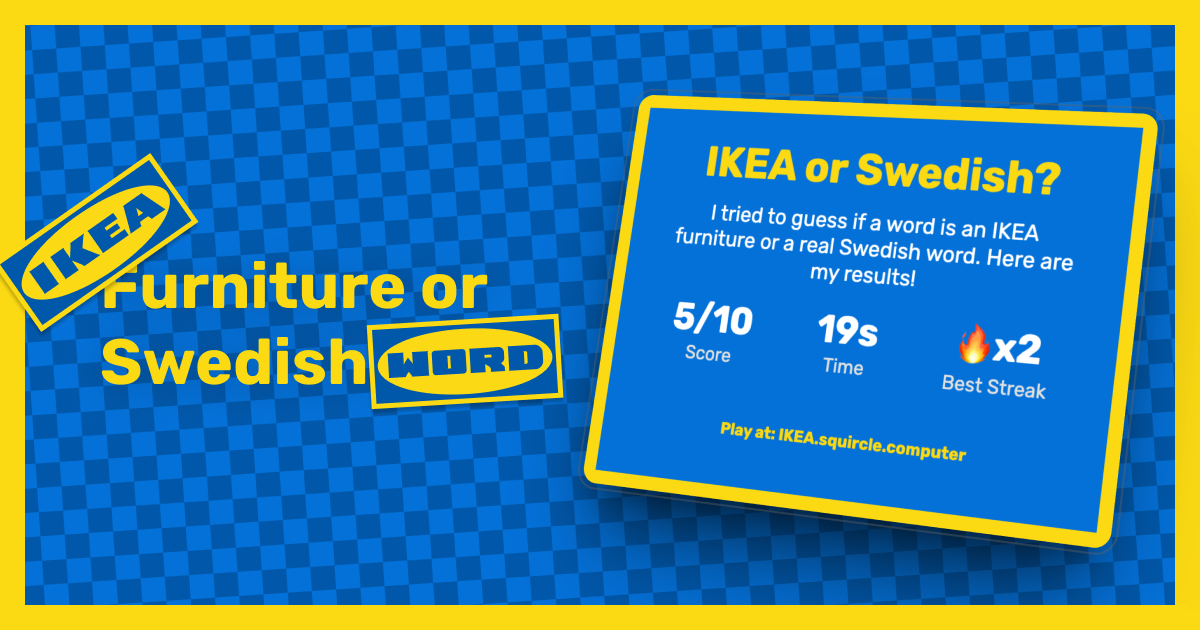 IKEA
Furniture or
Swedish WORD
IKEA or Swedish?
I tried to guess if a word is an IKEA
furniture or a real Swedish word. Here are
my results!
5/10 19s 🔥x2
Score Time Best Streak
Play at: IKEA.squircle.computer